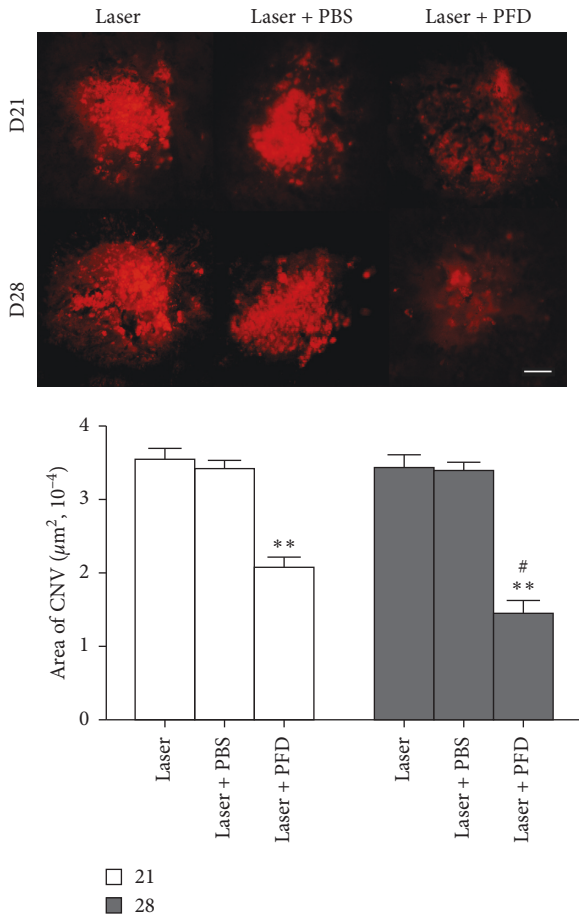 Laser Laser + PBS Laser + PFD
D21
D28
Area of CNV (μm², 10⁻⁴)
4
3
2
1
0
**
#
**
Laser
Laser + PBS
Laser + PFD
Laser
Laser + PBS
Laser + PFD
21
28